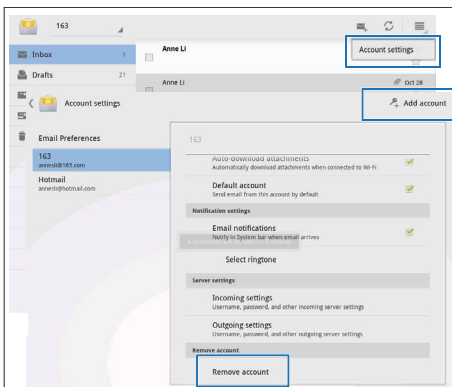 163
Inbox 9
Anne Li
Account settings
Drafts 21
Anne Li
Oct 28
Account settings
Add account
Email Preferences
163
annesli@163.com
Hotmail
annesli@hotmail.com
163
Auto-download attachments
Automatically download attachments when connected to Wi-Fi
Default account
Send email from this account by default
Notification settings
Email notifications
Notify in System bar when email arrives
Select ringtone
Server settings
Incoming settings
Username, password, and other incoming server settings
Outgoing settings
Username, password, and other outgoing server settings
Remove account
Remove account